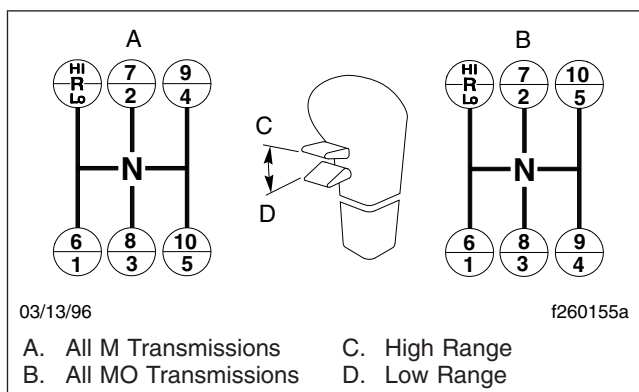 A B
HI R Lo 7 2 9 4 HI R Lo 7 2 10 5
C
N N
D
6 1 8 3 10 5 6 1 8 3 9 4
03/13/96 f260155a
A. All M Transmissions C. High Range
B. All MO Transmissions D. Low Range